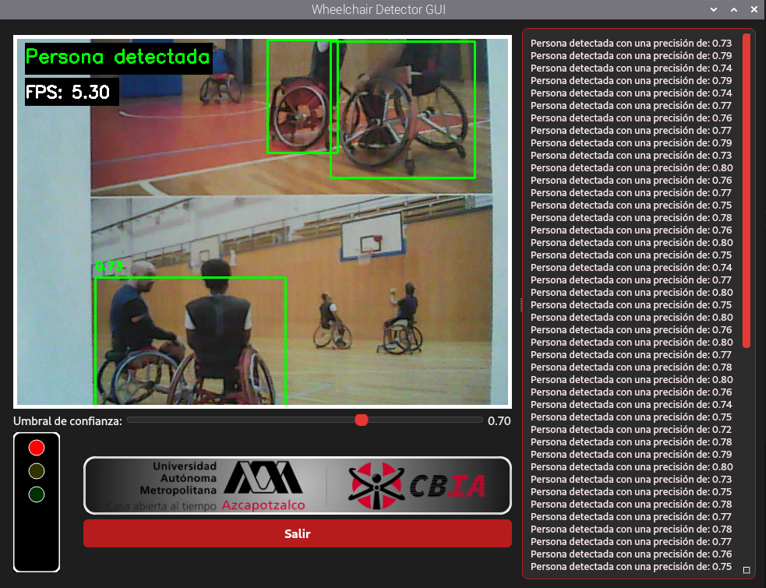 Wheelchair Detector GUI
Persona detectada
FPS: 5.30
Umbral de confianza:
0.70
Universidad
Autónoma
Metropolitana
Casa abierta al tiempo Azcapotzalco
CBIA
Salir
Persona detectada con una precisión de: 0.73
Persona detectada con una precisión de: 0.79
Persona detectada con una precisión de: 0.74
Persona detectada con una precisión de: 0.79
Persona detectada con una precisión de: 0.74
Persona detectada con una precisión de: 0.77
Persona detectada con una precisión de: 0.76
Persona detectada con una precisión de: 0.77
Persona detectada con una precisión de: 0.79
Persona detectada con una precisión de: 0.73
Persona detectada con una precisión de: 0.80
Persona detectada con una precisión de: 0.76
Persona detectada con una precisión de: 0.77
Persona detectada con una precisión de: 0.75
Persona detectada con una precisión de: 0.78
Persona detectada con una precisión de: 0.76
Persona detectada con una precisión de: 0.80
Persona detectada con una precisión de: 0.75
Persona detectada con una precisión de: 0.74
Persona detectada con una precisión de: 0.77
Persona detectada con una precisión de: 0.80
Persona detectada con una precisión de: 0.75
Persona detectada con una precisión de: 0.80
Persona detectada con una precisión de: 0.76
Persona detectada con una precisión de: 0.80
Persona detectada con una precisión de: 0.77
Persona detectada con una precisión de: 0.78
Persona detectada con una precisión de: 0.80
Persona detectada con una precisión de: 0.76
Persona detectada con una precisión de: 0.74
Persona detectada con una precisión de: 0.75
Persona detectada con una precisión de: 0.72
Persona detectada con una precisión de: 0.78
Persona detectada con una precisión de: 0.79
Persona detectada con una precisión de: 0.80
Persona detectada con una precisión de: 0.73
Persona detectada con una precisión de: 0.75
Persona detectada con una precisión de: 0.78
Persona detectada con una precisión de: 0.77
Persona detectada con una precisión de: 0.78
Persona detectada con una precisión de: 0.77
Persona detectada con una precisión de: 0.76
Persona detectada con una precisión de: 0.75